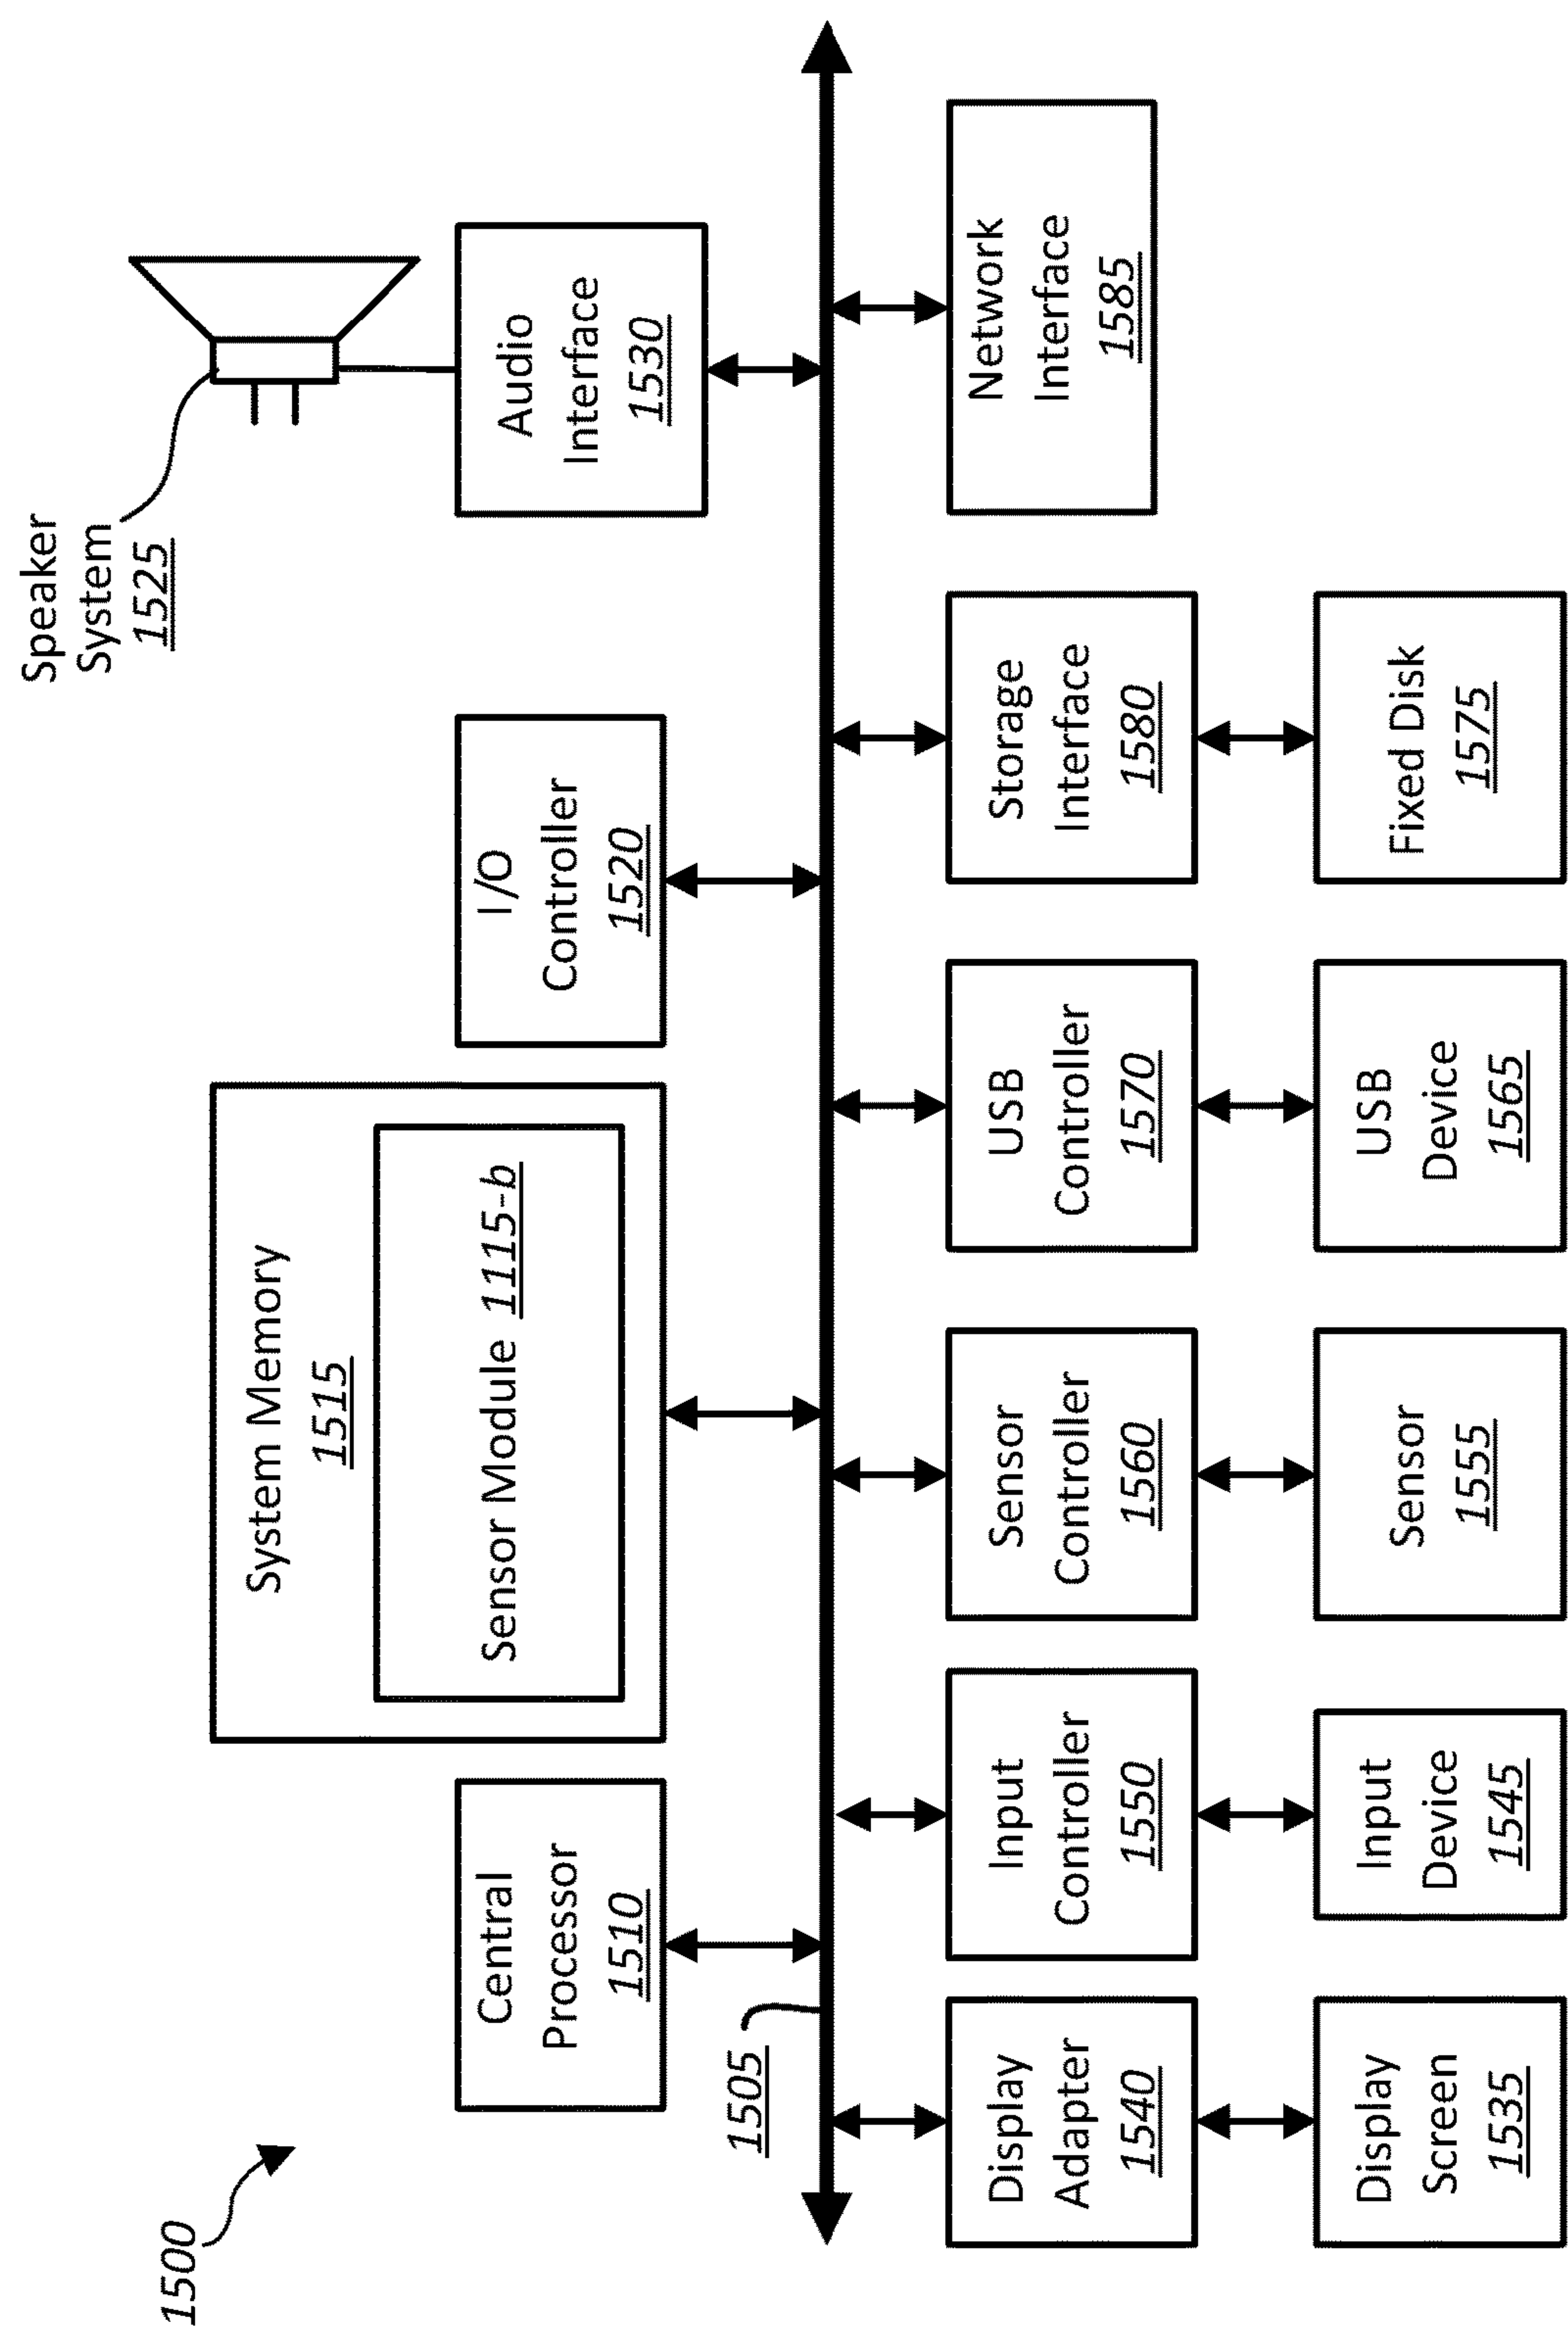 1500
Speaker
System
1525
System Memory
1515
Sensor Module 1115-b
Central
Processor
1510
I/O
Controller
1520
Audio
Interface
1530
1505
Display
Adapter
1540
Input
Controller
1550
Sensor
Controller
1560
USB
Controller
1570
Storage
Interface
1580
Network
Interface
1585
Display
Screen
1535
Input
Device
1545
Sensor
1555
USB
Device
1565
Fixed Disk
1575